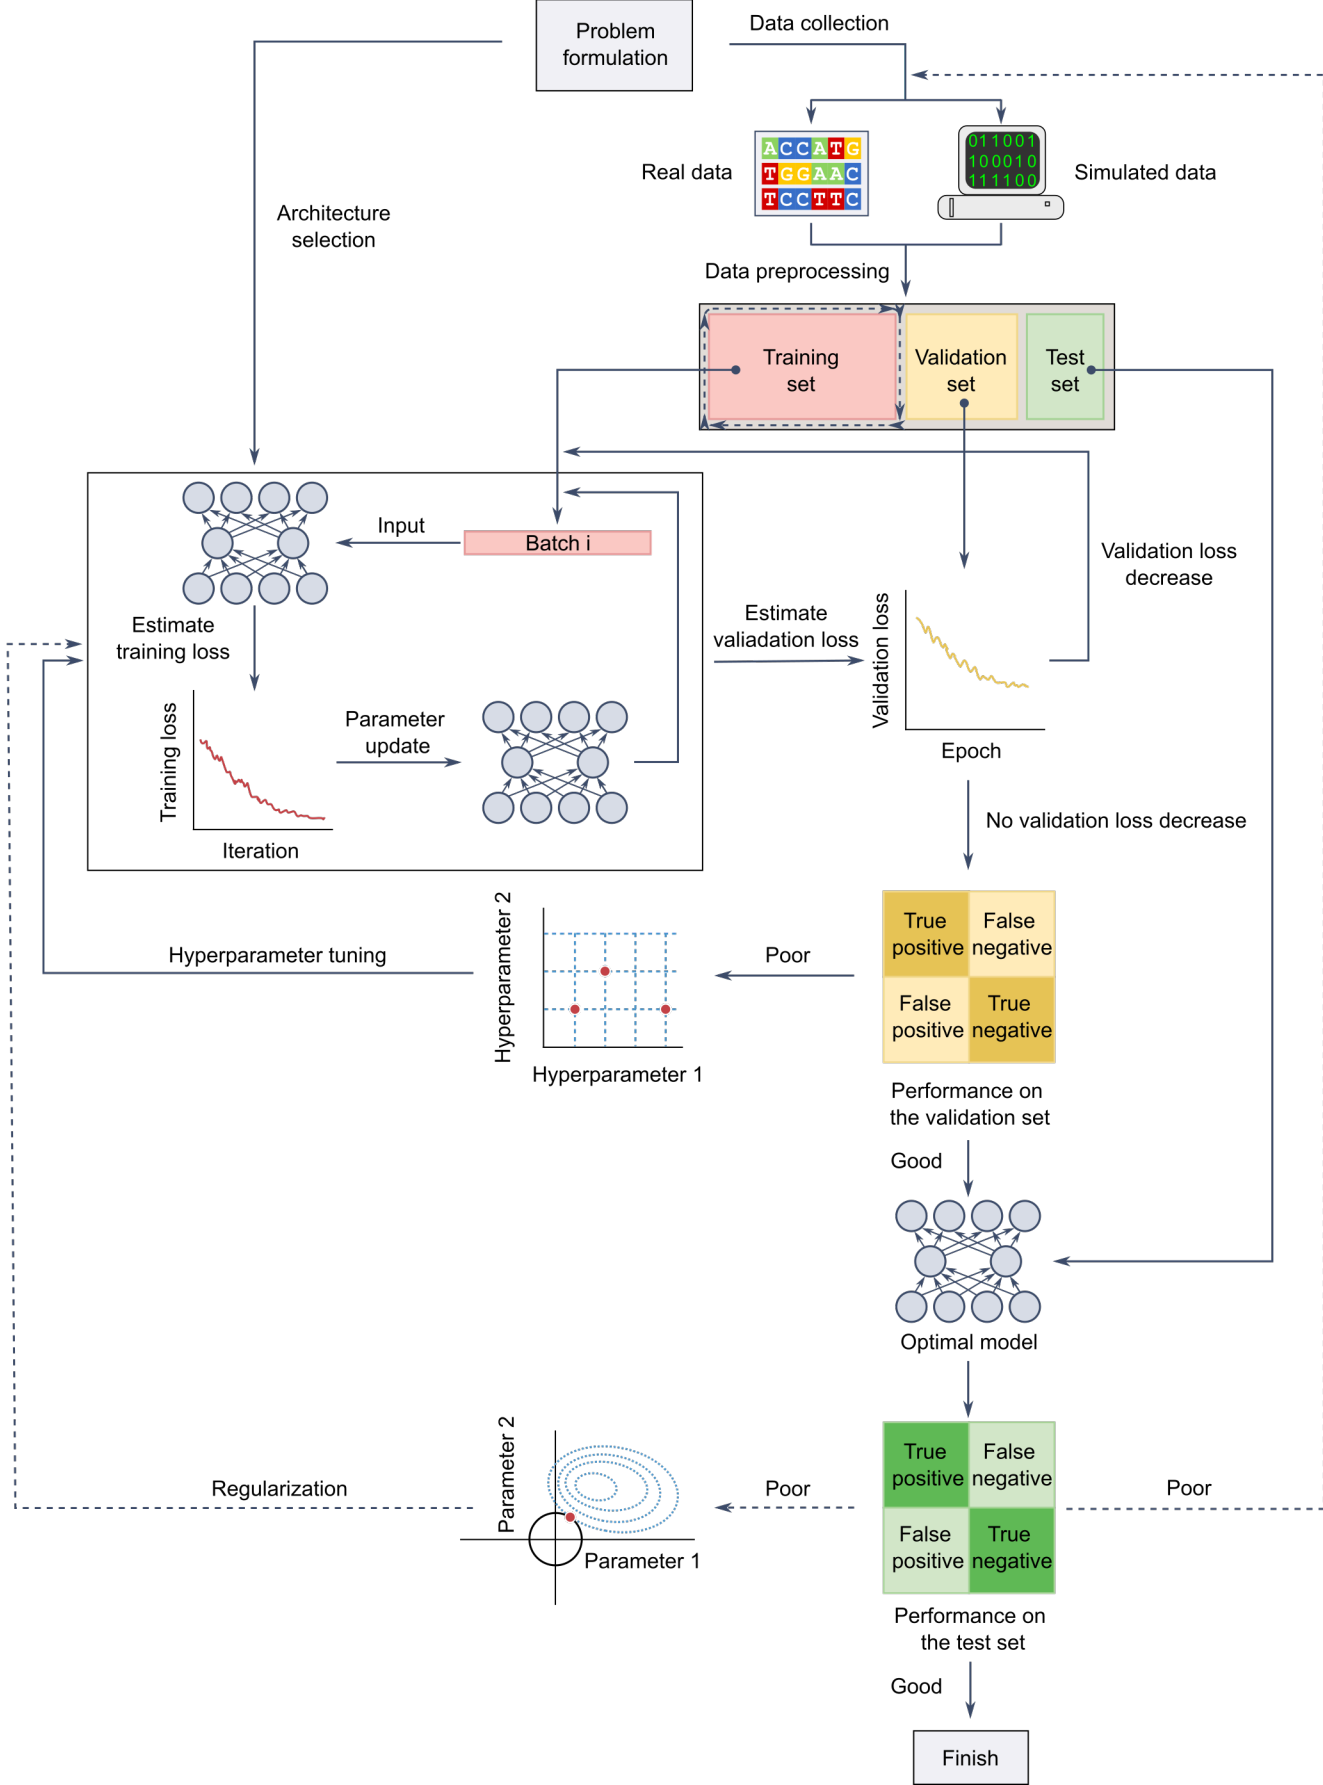 Problem
formulation
Data collection
Architecture
selection
Real data
ACCATG
TGGAAC
TCCTTC
011001
100010
111100
Simulated data
Data preprocessing
Training
set
Validation
set
Test
set
Input
Batch i
Estimate
training loss
Training loss
Iteration
Parameter
update
Estimate
valiadation loss
Validation loss
Epoch
Validation loss
decrease
No validation loss decrease
True
positive
False
negative
False
positive
True
negative
Performance on
the validation set
Poor
Hyperparameter 2
Hyperparameter 1
Hyperparameter tuning
Good
Optimal model
True
positive
False
negative
False
positive
True
negative
Performance on
the test set
Poor
Poor
Parameter 2
Parameter 1
Regularization
Good
Finish